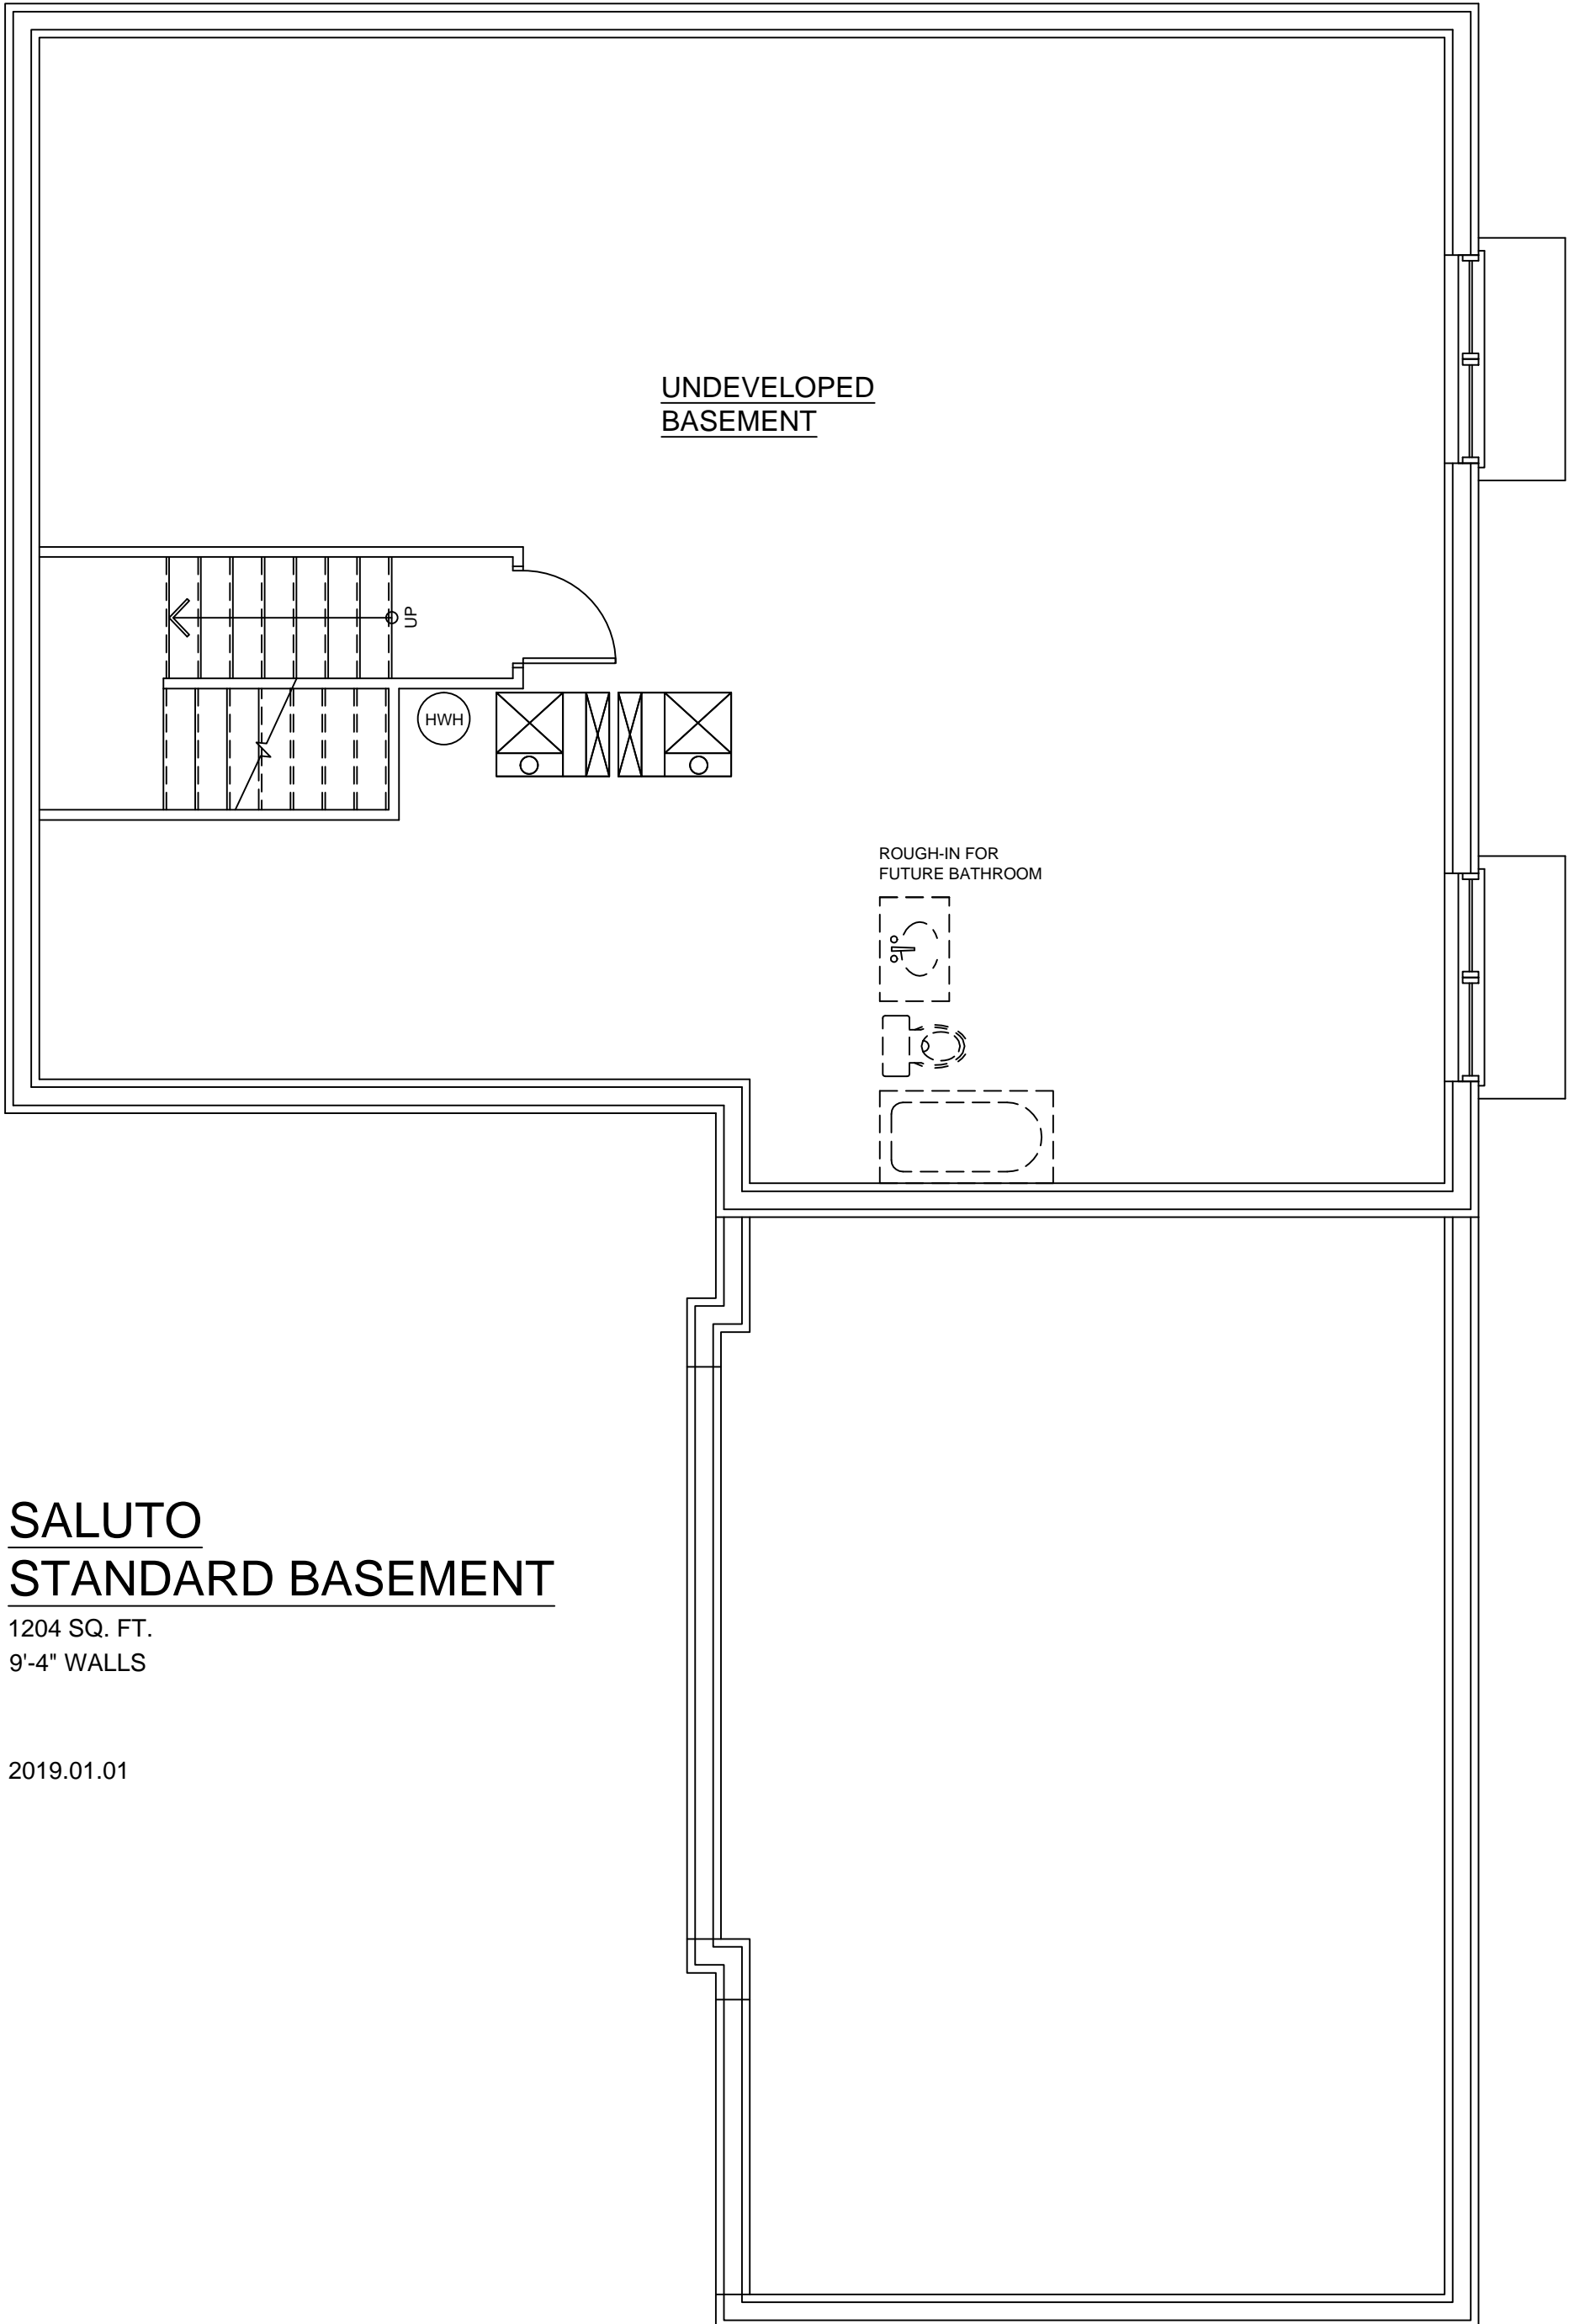 UNDEVELOPED
BASEMENT
UP
HWH
ROUGH-IN FOR
FUTURE BATHROOM
SALUTO
STANDARD BASEMENT
1204 SQ. FT.
9'-4" WALLS
2019.01.01